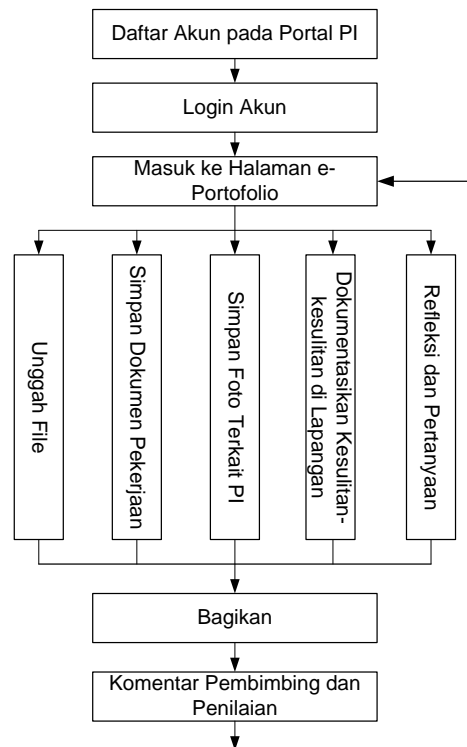 Daftar Akun pada Portal PI
Login Akun
Masuk ke Halaman e-
Portofolio
Unggah File
Simpan Dokumen Pekerjaan
Simpan Foto Terkait PI
Dokumentasikan Kesulitan-
kesulitan di Lapangan
Refleksi dan Pertanyaan
Bagikan
Komentar Pembimbing dan
Penilaian